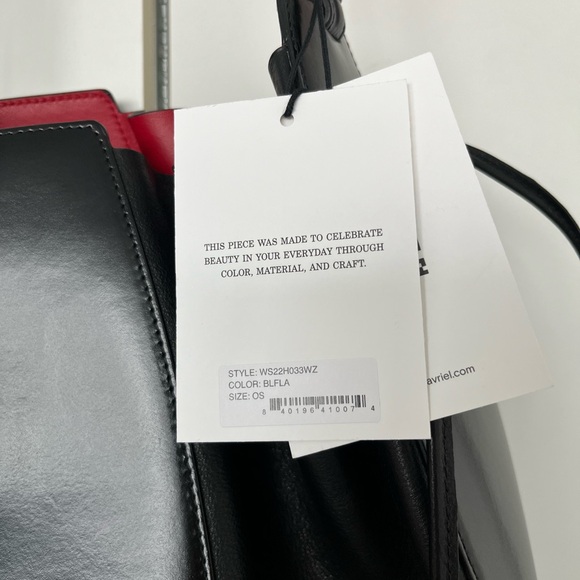 THIS PIECE WAS MADE TO CELEBRATE
BEAUTY IN YOUR EVERYDAY THROUGH
COLOR, MATERIAL, AND CRAFT.
STYLE: WS22H033WZ
COLOR: BLFLA
SIZE: OS
8 40196 41007 4
avriel.com